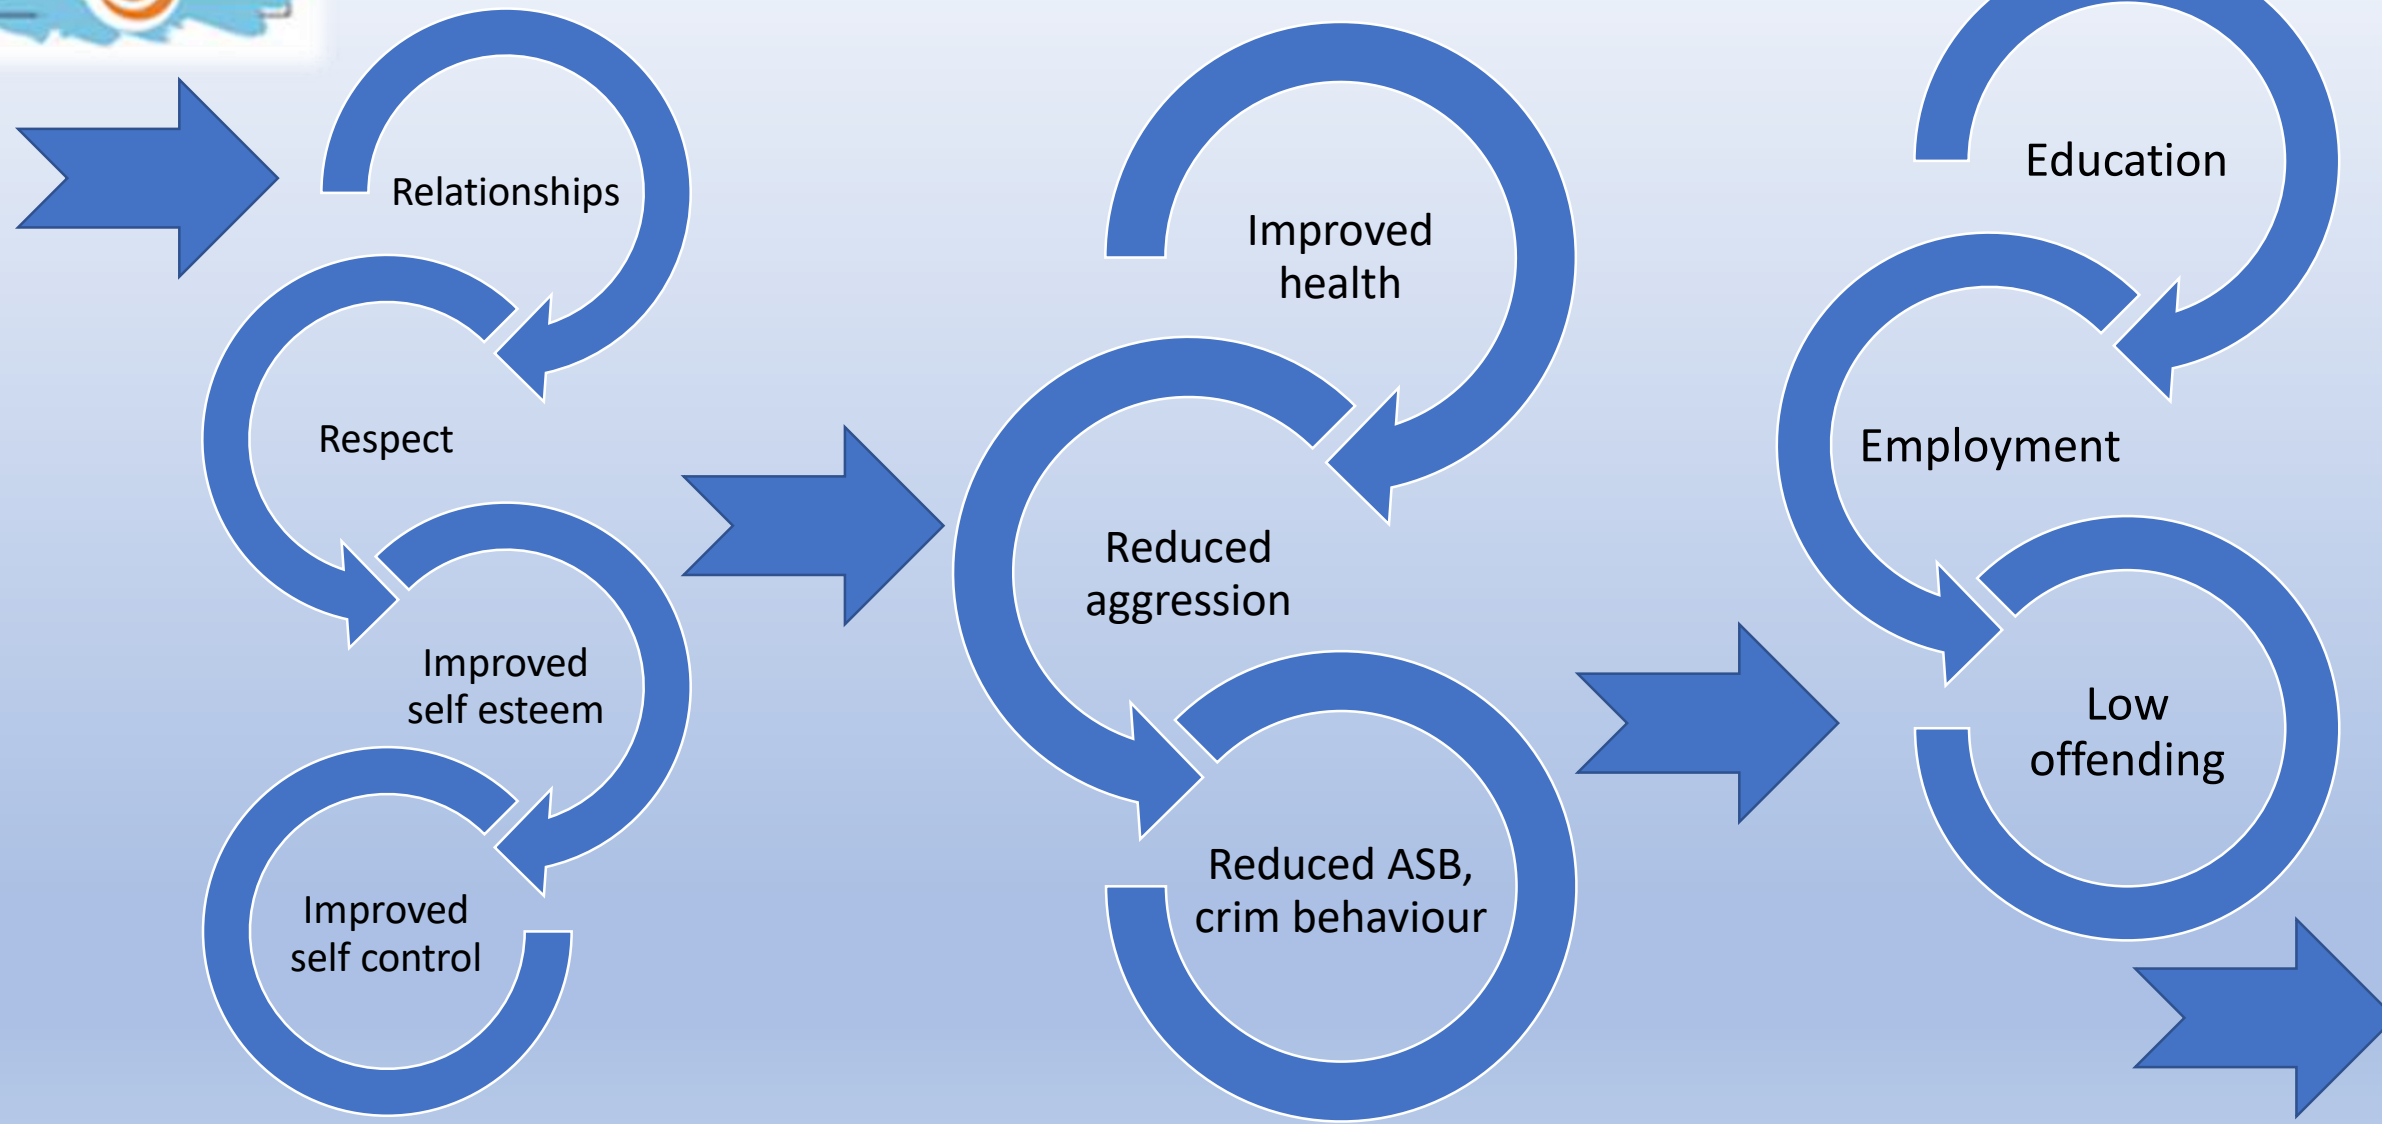 Relationships
Respect
Improved
self esteem
Improved
self control
Improved
health
Reduced
aggression
Reduced ASB,
crim behaviour
Education
Employment
Low
offending